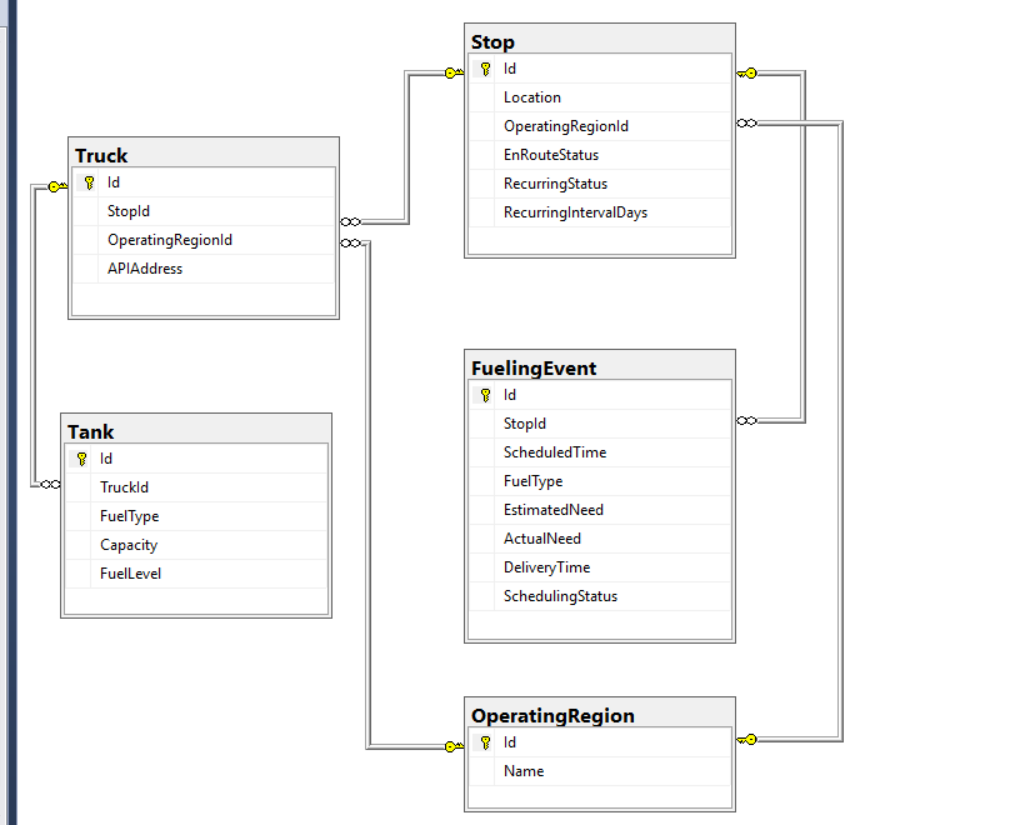 Stop
Id
Location
OperatingRegionId
EnRouteStatus
RecurringStatus
RecurringIntervalDays
Truck
Id
StopId
OperatingRegionId
APIAddress
FuelingEvent
Id
StopId
ScheduledTime
FuelType
EstimatedNeed
ActualNeed
DeliveryTime
SchedulingStatus
Tank
Id
TruckId
FuelType
Capacity
FuelLevel
OperatingRegion
Id
Name